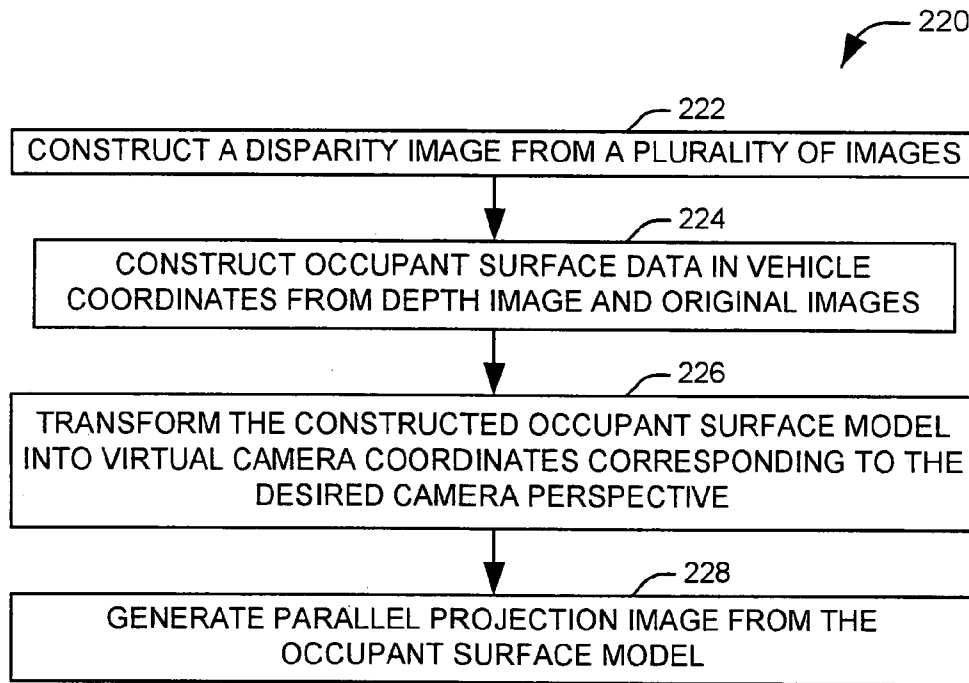 220
222
CONSTRUCT A DISPARITY IMAGE FROM A PLURALITY OF IMAGES
224
CONSTRUCT OCCUPANT SURFACE DATA IN VEHICLE
COORDINATES FROM DEPTH IMAGE AND ORIGINAL IMAGES
226
TRANSFORM THE CONSTRUCTED OCCUPANT SURFACE MODEL
INTO VIRTUAL CAMERA COORDINATES CORRESPONDING TO THE
DESIRED CAMERA PERSPECTIVE
228
GENERATE PARALLEL PROJECTION IMAGE FROM THE
OCCUPANT SURFACE MODEL